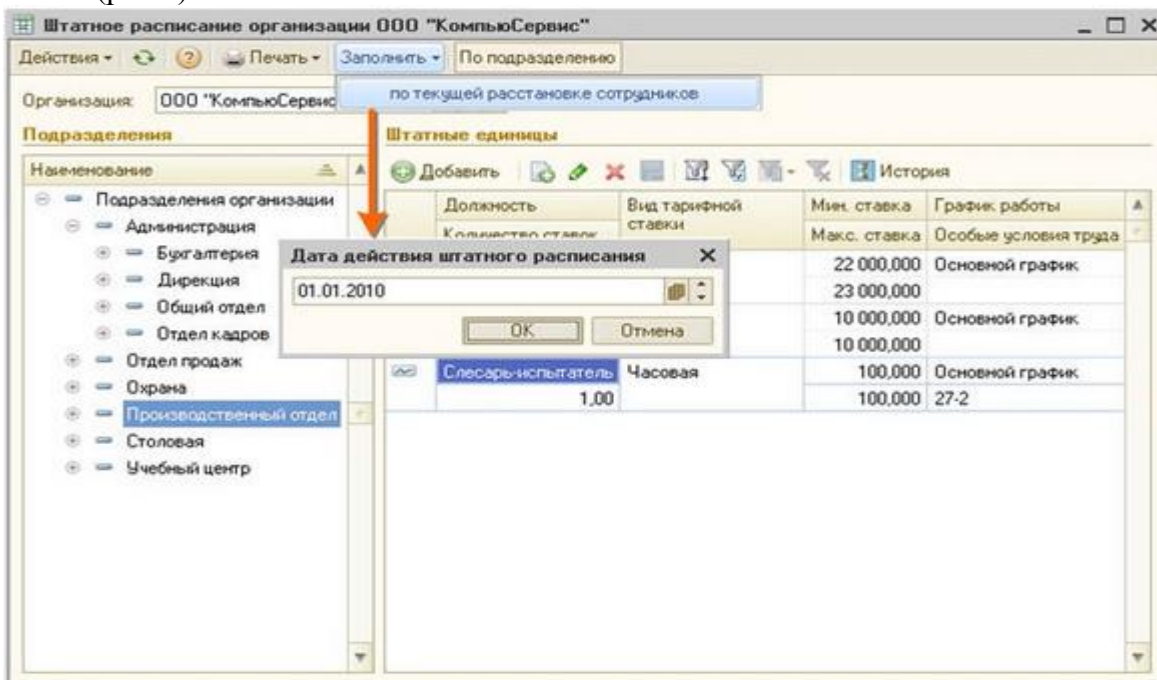 Штатное расписание организации ООО "КомпьюСервис"
Действия Печать Заполнить По подразделению
Организация: ООО "КомпьюСервис по текущей расстановке сотрудников
Подразделения Штатные единицы
Наименование Добавить История
Подразделения организации Должность Вид тарифной ставки Мин. ставка График работы
Администрация Количество ставок Макс. ставка Особые условия труда
Бухгалтерия Дата действия штатного расписания 22 000,000 Основной график
Дирекция 01.01.2010 23 000,000
Общий отдел 10 000,000 Основной график
Отдел кадров OK Отмена 10 000,000
Отдел продаж Слесарь-испытатель Часовая 100,000 Основной график
Охрана 1,00 100,000 27-2
Производственный отдел
Столовая
Учебный центр